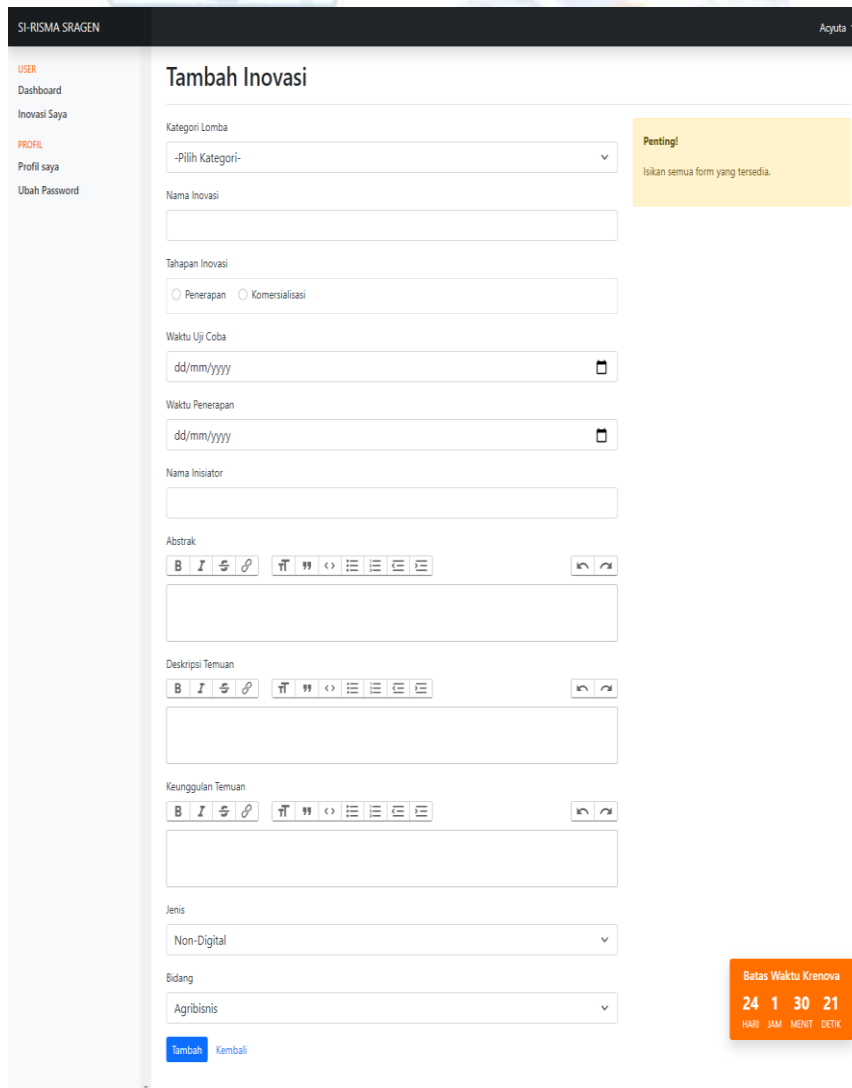 SI-RISMA SRAGEN
Acyuta
USER
Dashboard
Inovasi Saya
PROFIL
Profil saya
Ubah Password
Tambah Inovasi
Kategori Lomba
-Pilih Kategori-
Nama Inovasi
Tahapan Inovasi
Penerapan Komersialisasi
Waktu Uji Coba
dd/mm/yyyy
Waktu Penerapan
dd/mm/yyyy
Nama Inisiator
Abstrak
Deskripsi Temuan
Keunggulan Temuan
Jenis
Non-Digital
Bidang
Agribisnis
Tambah Kembali
Penting!
Isikan semua form yang tersedia.
Batas Waktu Krenova
24 1 30 21
HARI JAM MENIT DETIK